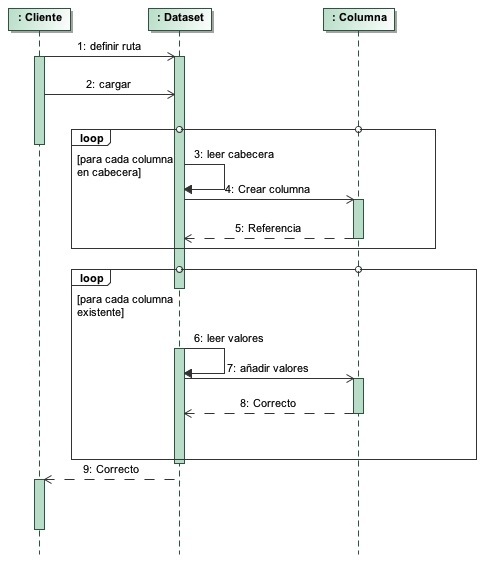 : Cliente
: Dataset
: Columna
1: definir ruta
2: cargar
loop
[para cada columna
en cabecera]
3: leer cabecera
4: Crear columna
5: Referencia
loop
[para cada columna
existente]
6: leer valores
7: añadir valores
8: Correcto
9: Correcto